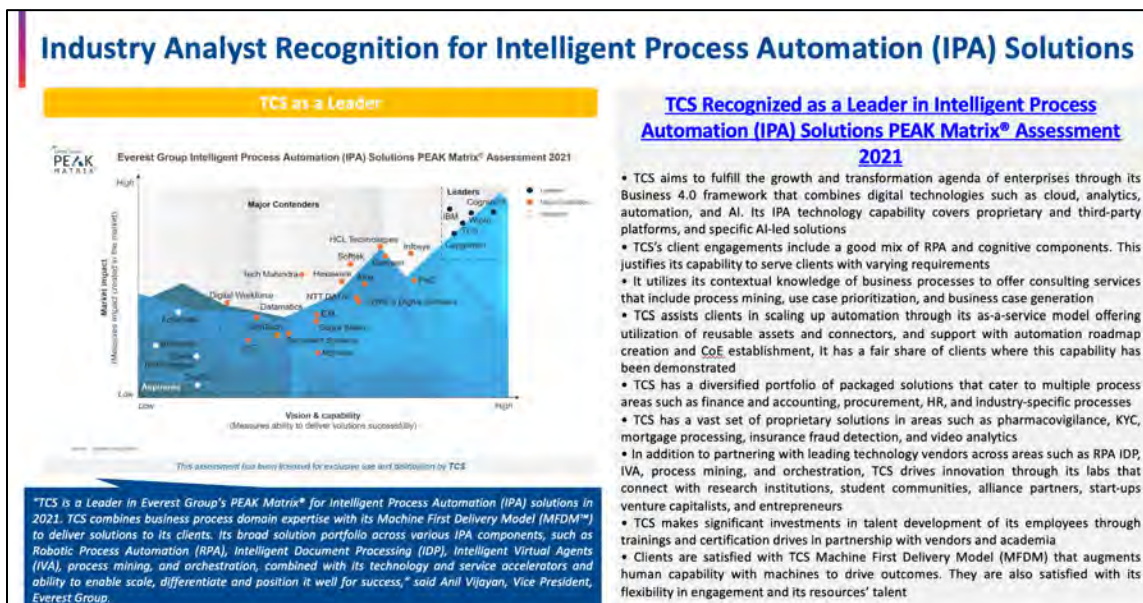 Industry Analyst Recognition for Intelligent Process Automation (IPA) Solutions
TCS as a Leader
PEAK
MATRIX
Everest Group Intelligent Process Automation (IPA) Solutions PEAK Matrix® Assessment 2021
High
Leaders
Major Contenders
Cognizant
IBM
Wipro
TCS
Capgemini
HCL Technologies
Infosys
Softtek
Genpact
Tech Mahindra
Hexaware
PwC
NTT DATA
Digital Workforce
Datamatics
Market impact
(Measures impact created in the market)
Aspirants
Low
Low
High
Vision & capability
(Measures ability to deliver solutions successfully)
This assessment has been licensed for exclusive use and distribution by TCS
"TCS is a Leader in Everest Group's PEAK Matrix® for Intelligent Process Automation (IPA) solutions in
2021. TCS combines business process domain expertise with its Machine First Delivery Model (MFDM™)
to deliver solutions to its clients. Its broad solution portfolio across various IPA components, such as
Robotic Process Automation (RPA), Intelligent Document Processing (IDP), Intelligent Virtual Agents
(IVA), process mining, and orchestration, combined with its technology and service accelerators and
ability to enable scale, differentiate and position it well for success," said Anil Vijayan, Vice President,
Everest Group.
TCS Recognized as a Leader in Intelligent Process
Automation (IPA) Solutions PEAK Matrix® Assessment
2021
• TCS aims to fulfill the growth and transformation agenda of enterprises through its
Business 4.0 framework that combines digital technologies such as cloud, analytics,
automation, and AI. Its IPA technology capability covers proprietary and third-party
platforms, and specific AI-led solutions
• TCS's client engagements include a good mix of RPA and cognitive components. This
justifies its capability to serve clients with varying requirements
• It utilizes its contextual knowledge of business processes to offer consulting services
that include process mining, use case prioritization, and business case generation
• TCS assists clients in scaling up automation through its as-a-service model offering
utilization of reusable assets and connectors, and support with automation roadmap
creation and CoE establishment, It has a fair share of clients where this capability has
been demonstrated
• TCS has a diversified portfolio of packaged solutions that cater to multiple process
areas such as finance and accounting, procurement, HR, and industry-specific processes
• TCS has a vast set of proprietary solutions in areas such as pharmacovigilance, KYC,
mortgage processing, insurance fraud detection, and video analytics
• In addition to partnering with leading technology vendors across areas such as RPA IDP,
IVA, process mining, and orchestration, TCS drives innovation through its labs that
connect with research institutions, student communities, alliance partners, start-ups
venture capitalists, and entrepreneurs
• TCS makes significant investments in talent development of its employees through
trainings and certification drives in partnership with vendors and academia
• Clients are satisfied with TCS Machine First Delivery Model (MFDM) that augments
human capability with machines to drive outcomes. They are also satisfied with its
flexibility in engagement and its resources' talent